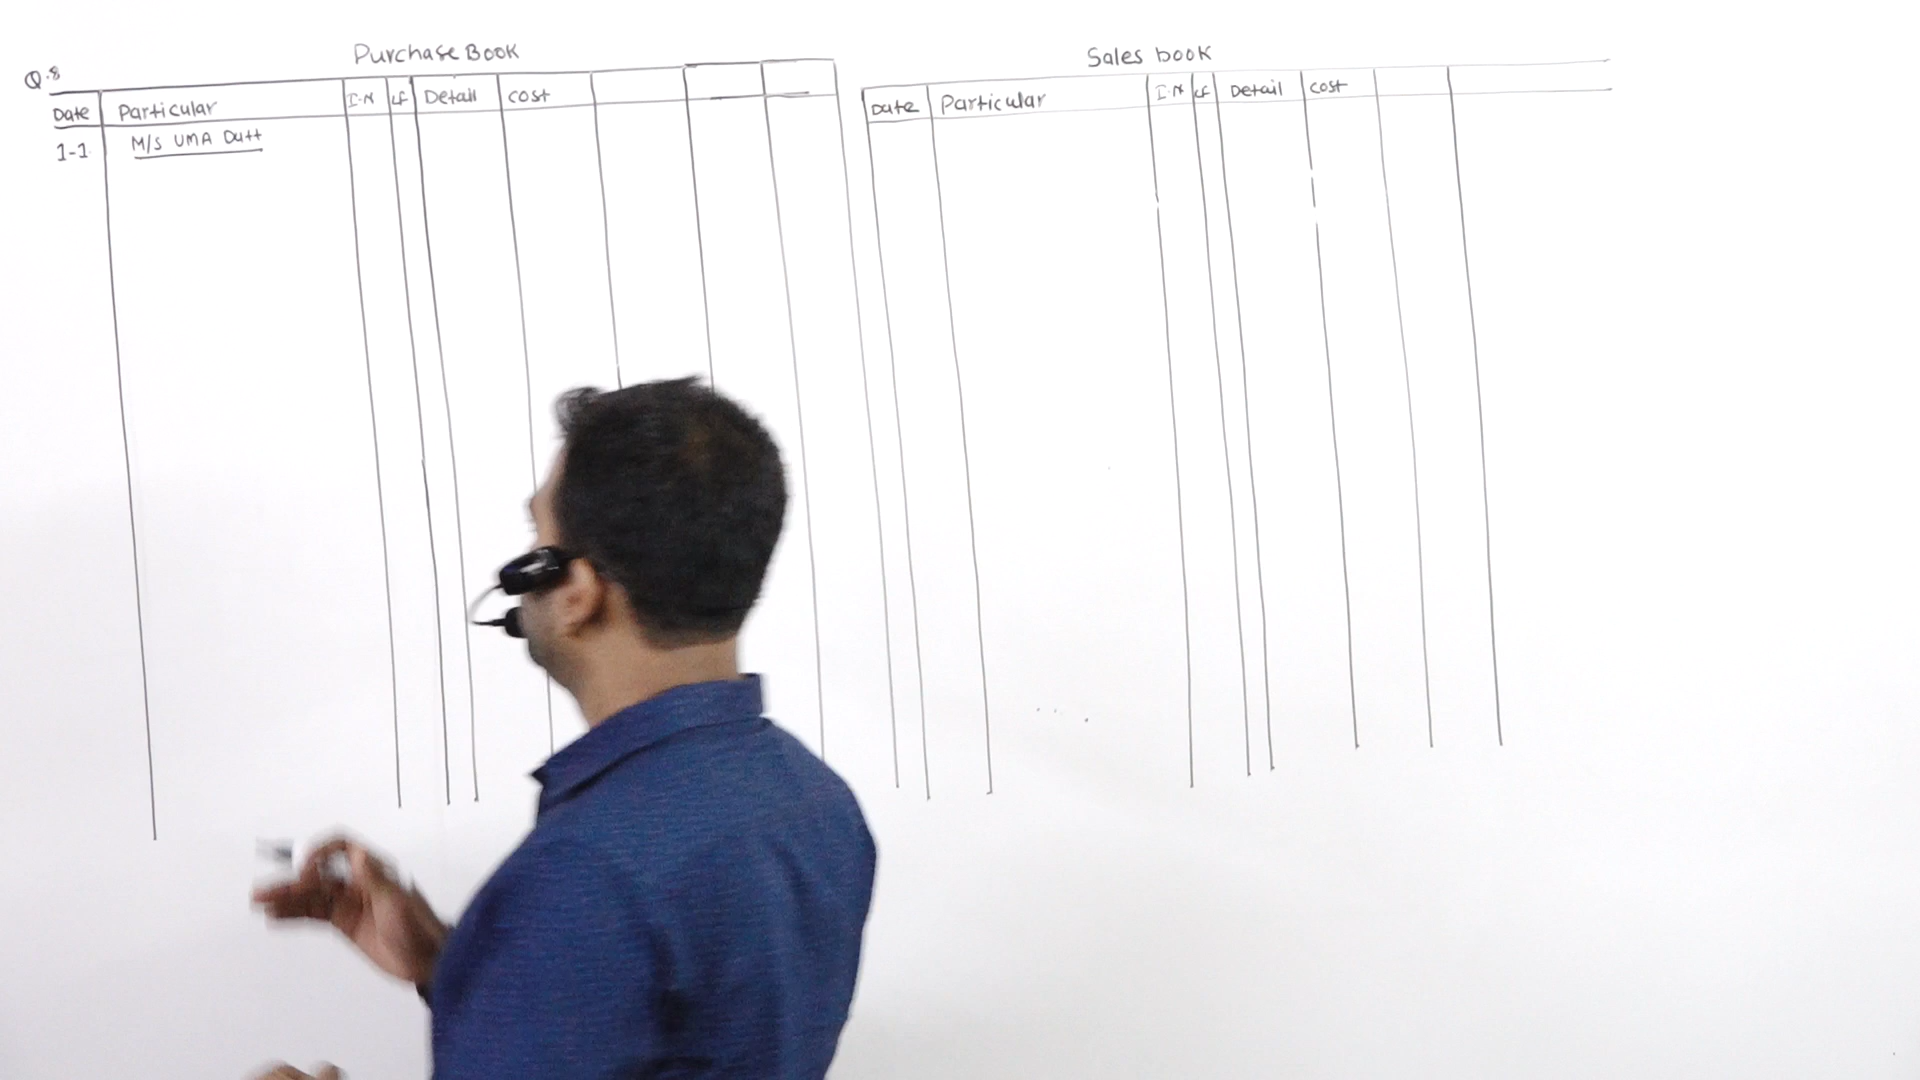 Q.8
Purchase Book
Date Particular I.N LF Detail Cost
1-1 M/S UMA Dutt
Sales book
Date Particular I.N LF Detail Cost